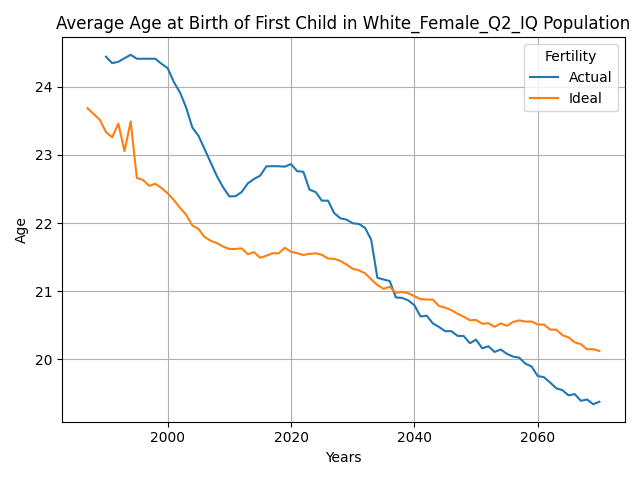 Average Age at Birth of First Child in White_Female_Q2_IQ Population
Fertility
Actual
Ideal
Age
24
23
22
21
20
2000
2020
2040
2060
Years